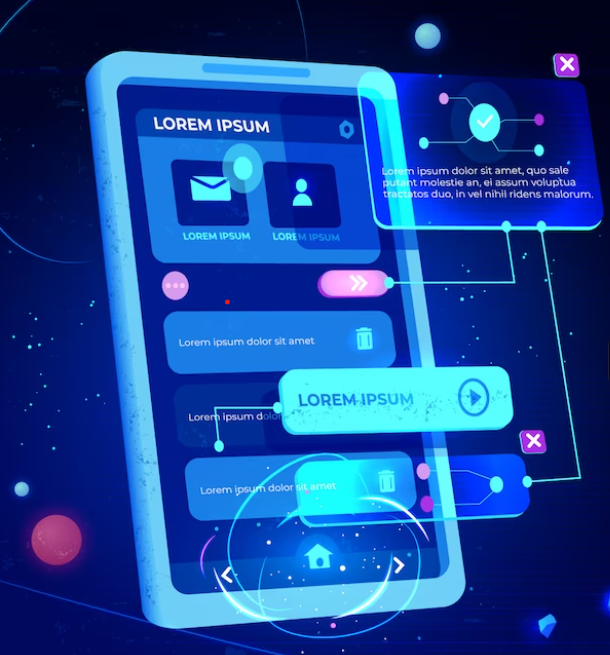 LOREM IPSUM
LOREM IPSUM
LOREM IPSUM
Lorem ipsum dolor sit amet, quo sale
putant molestie an, ei assum voluptua
tractatos duo, in vel nihil ridens malorum.
Lorem ipsum dolor sit amet
LOREM IPSUM
Lorem ipsum dolor
Lorem ipsum dolor sit amet